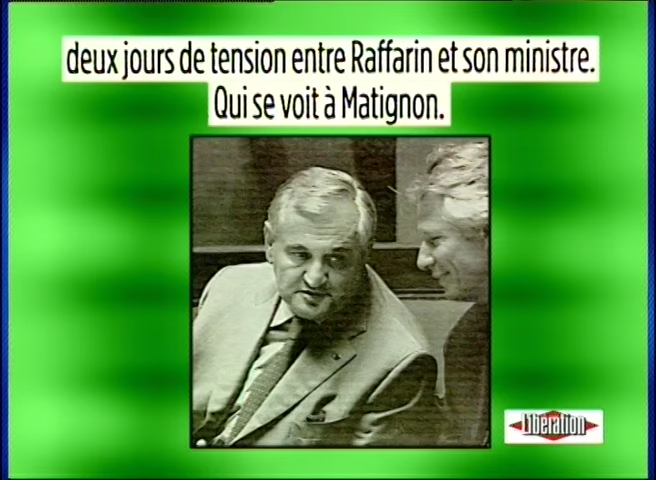 deux jours de tension entre Raffarin et son ministre.
Qui se voit à Matignon.
Libération